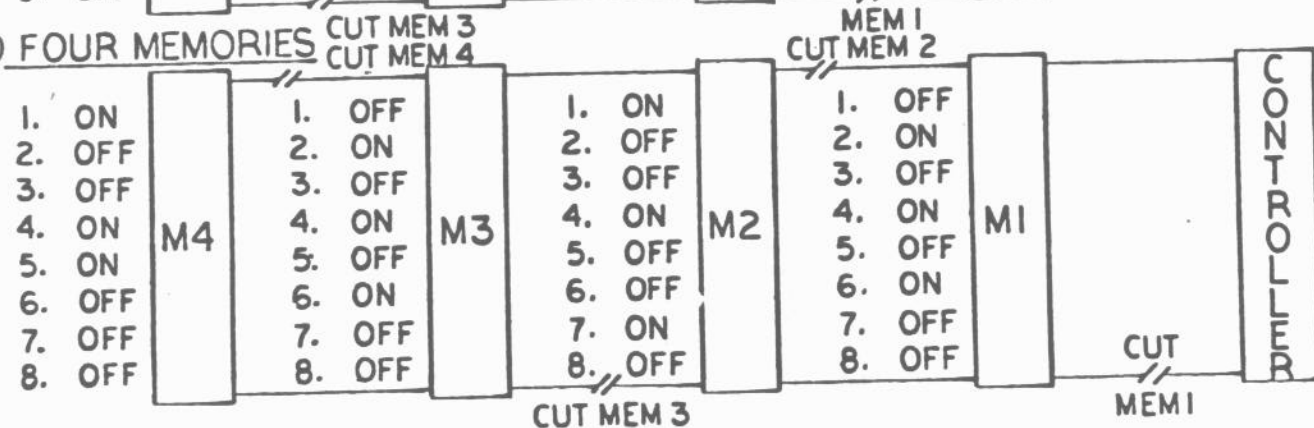 CUT MEM 3
MEM 1
FOUR MEMORIES CUT MEM 4
CUT MEM 2
1. ON
2. OFF
3. OFF
4. ON
5. ON
6. OFF
7. OFF
8. OFF
M4
1. OFF
2. ON
3. OFF
4. ON
5. OFF
6. ON
7. OFF
8. OFF
M3
1. ON
2. OFF
3. OFF
4. ON
5. OFF
6. OFF
7. ON
8. OFF
M2
1. OFF
2. ON
3. OFF
4. ON
5. OFF
6. ON
7. OFF
8. OFF
M1
CONTROLLER
CUT MEM 3
CUT
MEM 1